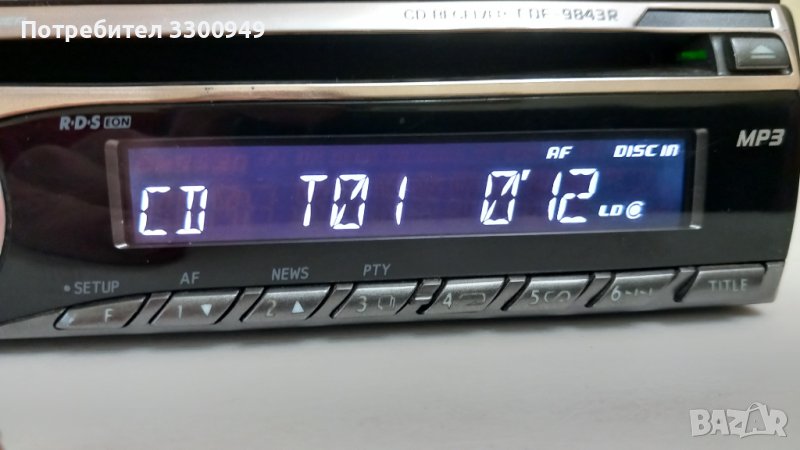 Потребител 3300949
CD RECEIVER CDE-9843R
R·D·S EON
MP3
AF DISC IN
CD T01 0'12 LD
• SETUP AF NEWS PTY
F 1 ▼ 2 ▲ 3 4 5 6 TITLE
BAZAR